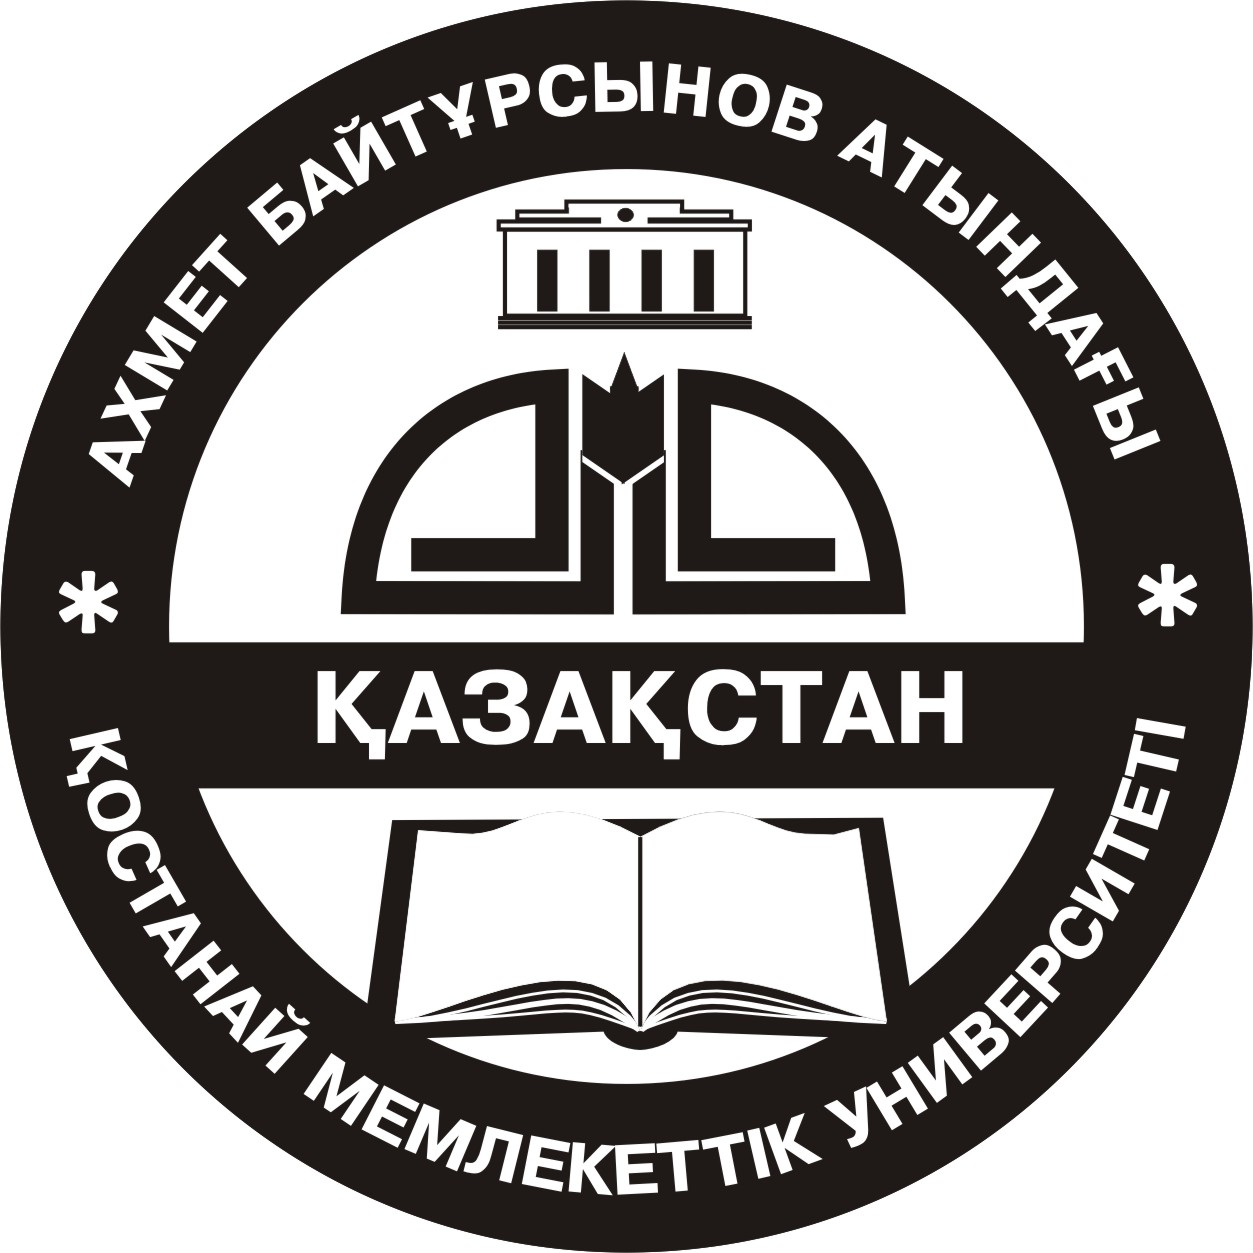 АХМЕТ БАЙТҰРСЫНОВ АТЫНДАҒЫ
ҚАЗАҚСТАН
ҚОСТАНАЙ МЕМЛЕКЕТТІК УНИВЕРСИТЕТІ